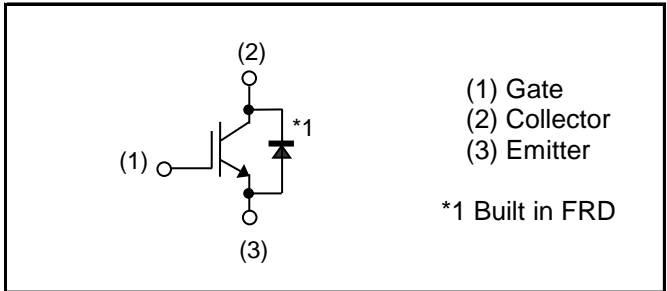 (2)
*1
(1)
(3)
(1) Gate
(2) Collector
(3) Emitter
*1 Built in FRD